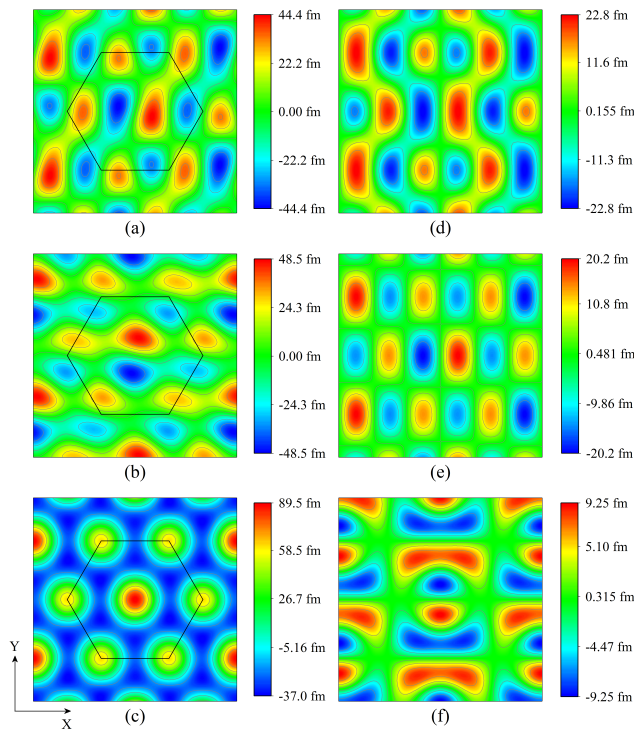 44.4 fm
22.2 fm
0.00 fm
-22.2 fm
-44.4 fm
(a)
22.8 fm
11.6 fm
0.155 fm
-11.3 fm
-22.8 fm
(d)
48.5 fm
24.3 fm
0.00 fm
-24.3 fm
-48.5 fm
(b)
20.2 fm
10.8 fm
0.481 fm
-9.86 fm
-20.2 fm
(e)
89.5 fm
58.5 fm
26.7 fm
-5.16 fm
-37.0 fm
Y
X
(c)
9.25 fm
5.10 fm
0.315 fm
-4.47 fm
-9.25 fm
(f)